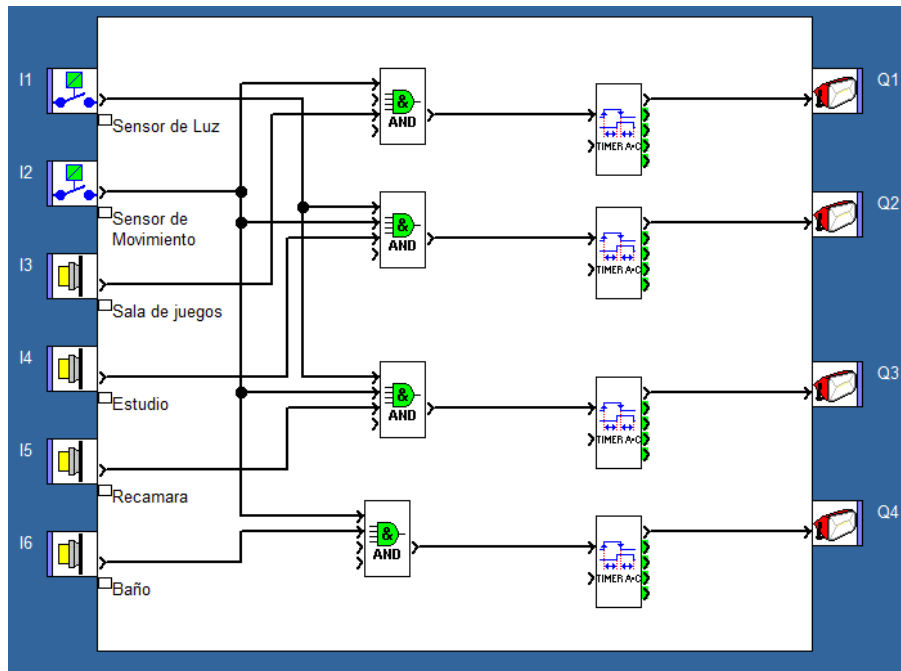 I1
Sensor de Luz
I2
Sensor de
Movimiento
I3
Sala de juegos
I4
Estudio
I5
Recamara
I6
Baño
&
AND
&
AND
&
AND
&
AND
TIMER A•C
TIMER A•C
TIMER A•C
TIMER A•C
Q1
Q2
Q3
Q4